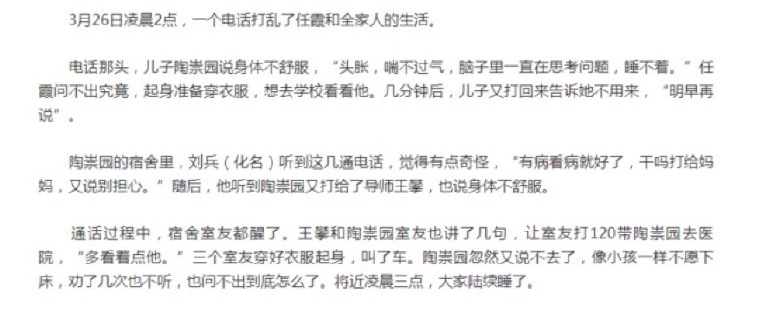 3月26日凌晨2点，一个电话打乱了任霞和全家人的生活。
电话那头，儿子陶崇园说身体不舒服，“头胀，喘不过气，脑子里一直在思考问题，睡不着。”任
霞问不出究竟，起身准备穿衣服，想去学校看看他。几分钟后，儿子又打回来告诉她不用来，“明早再
说”。
陶崇园的宿舍里，刘兵（化名）听到这几通电话，觉得有点奇怪，“有病看病就好了，干吗打给妈
妈，又说别担心。”随后，他听到陶崇园又打给了导师王攀，也说身体不舒服。
通话过程中，宿舍室友都醒了。王攀和陶崇园室友也讲了几句，让室友打120带陶崇园去医
院，“多看着点他。”三个室友穿好衣服起身，叫了车。陶崇园忽然又说不去了，像小孩一样不愿下
床，劝了几次也不听，也问不出到底怎么了。将近凌晨三点，大家陆续睡了。